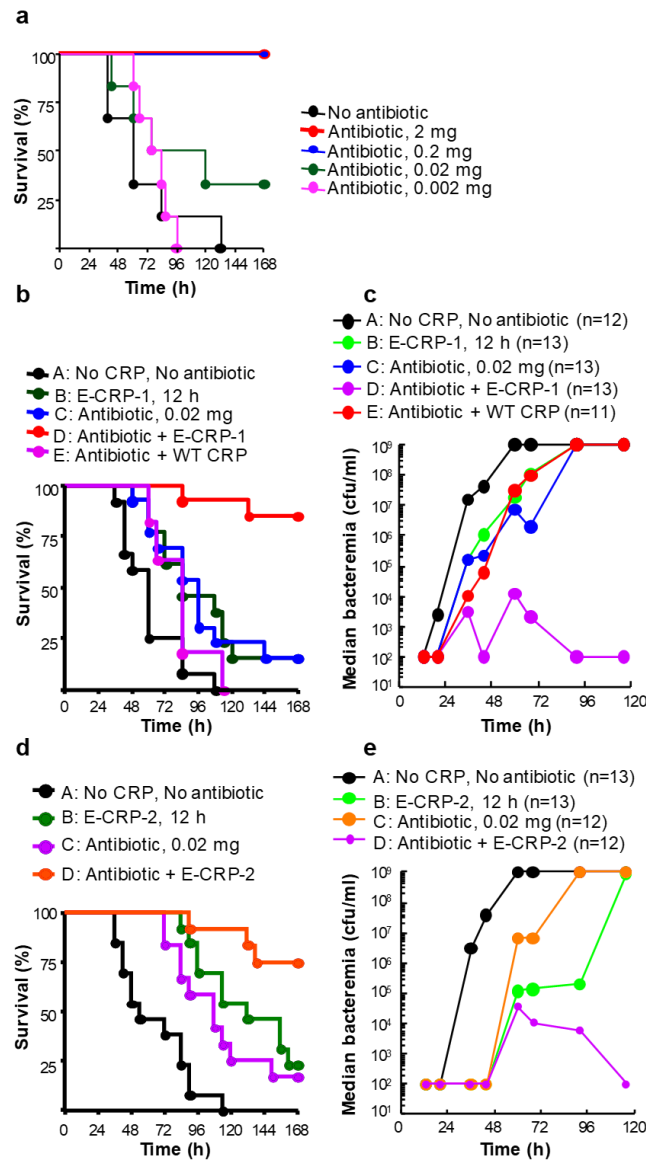 a
Survival (%)
100
75
50
25
0 24 48 72 96 120 144 168
Time (h)
No antibiotic
Antibiotic, 2 mg
Antibiotic, 0.2 mg
Antibiotic, 0.02 mg
Antibiotic, 0.002 mg
b
A: No CRP, No antibiotic
B: E-CRP-1, 12 h
C: Antibiotic, 0.02 mg
D: Antibiotic + E-CRP-1
E: Antibiotic + WT CRP
Survival (%)
100
75
50
25
0 24 48 72 96 120 144 168
Time (h)
c
A: No CRP, No antibiotic (n=12)
B: E-CRP-1, 12 h (n=13)
C: Antibiotic, 0.02 mg (n=13)
D: Antibiotic + E-CRP-1 (n=13)
E: Antibiotic + WT CRP (n=11)
Median bacteremia (cfu/ml)
10⁹
10⁸
10⁷
10⁶
10⁵
10⁴
10³
10²
10¹
0 24 48 72 96 120
Time (h)
d
A: No CRP, No antibiotic
B: E-CRP-2, 12 h
C: Antibiotic, 0.02 mg
D: Antibiotic + E-CRP-2
Survival (%)
100
75
50
25
0 24 48 72 96 120 144 168
Time (h)
e
A: No CRP, No antibiotic (n=13)
B: E-CRP-2, 12 h (n=13)
C: Antibiotic, 0.02 mg (n=12)
D: Antibiotic + E-CRP-2 (n=12)
Median bacteremia (cfu/ml)
10⁹
10⁸
10⁷
10⁶
10⁵
10⁴
10³
10²
10¹
0 24 48 72 96 120
Time (h)